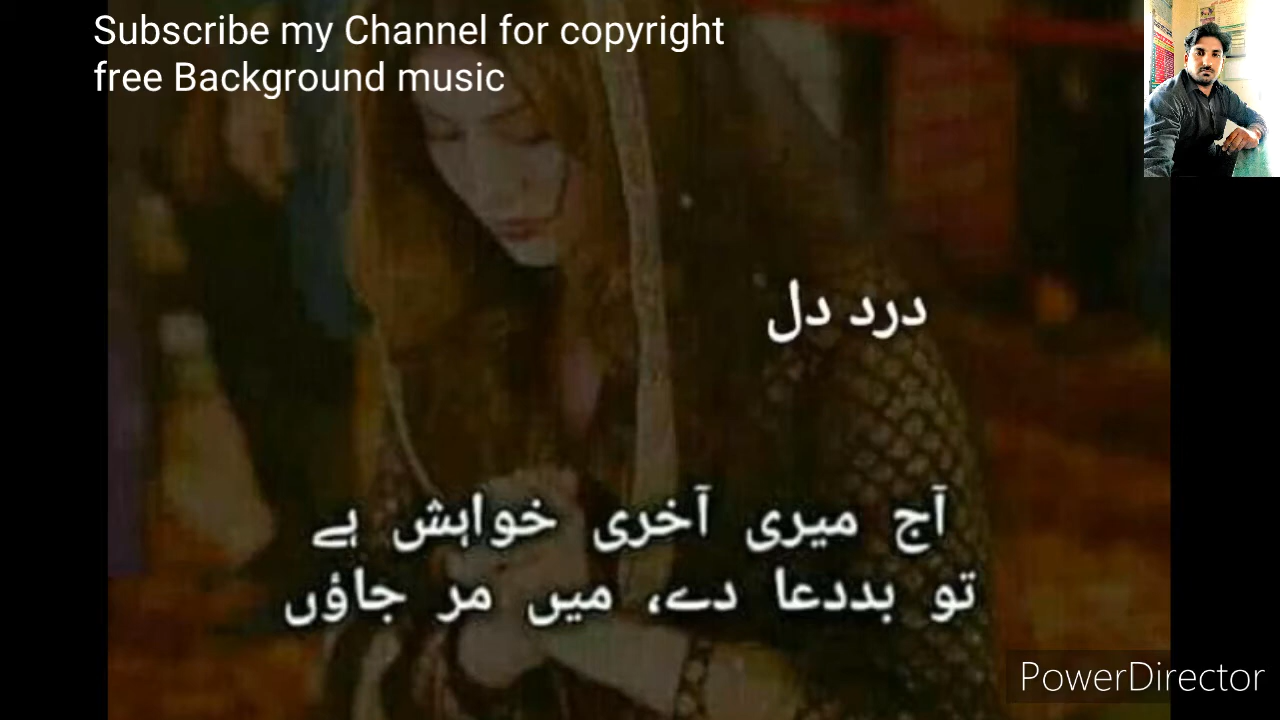 Subscribe my Channel for copyright
free Background music
درد دل
آج میری آخری خواہش ہے
تو بددعا دے، میں مر جاؤں
PowerDirector